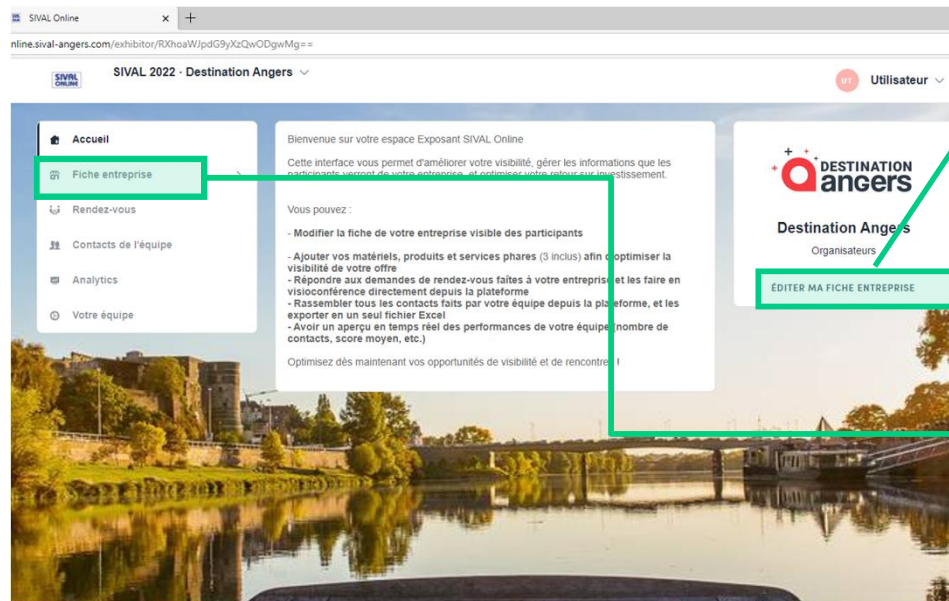 SIVAL Online
nline.sival-angers.com/exhibitor/RXhoaWJpdG9yXzQwODgwMg==
SIVAL
ONLINE
SIVAL 2022 · Destination Angers
UT
Utilisateur
Accueil
Fiche entreprise
Rendez-vous
Contacts de l'équipe
Analytics
Votre équipe
Bienvenue sur votre espace Exposant SIVAL Online
Cette interface vous permet d'améliorer votre visibilité, gérer les informations que les
participants verront de votre entreprise, et optimiser votre retour sur investissement.
Vous pouvez :
- Modifier la fiche de votre entreprise visible des participants
- Ajouter vos matériels, produits et services phares (3 inclus) afin d'optimiser la
visibilité de votre offre
- Répondre aux demandes de rendez-vous faîtes à votre entreprise et les faire en
visioconférence directement depuis la plateforme
- Rassembler tous les contacts faits par votre équipe depuis la plateforme, et les
exporter en un seul fichier Excel
- Avoir un aperçu en temps réel des performances de votre équipe (nombre de
contacts, score moyen, etc.)
Optimisez dès maintenant vos opportunités de visibilité et de rencontres !
DESTINATION
angers
Destination Angers
Organisateurs
ÉDITER MA FICHE ENTREPRISE